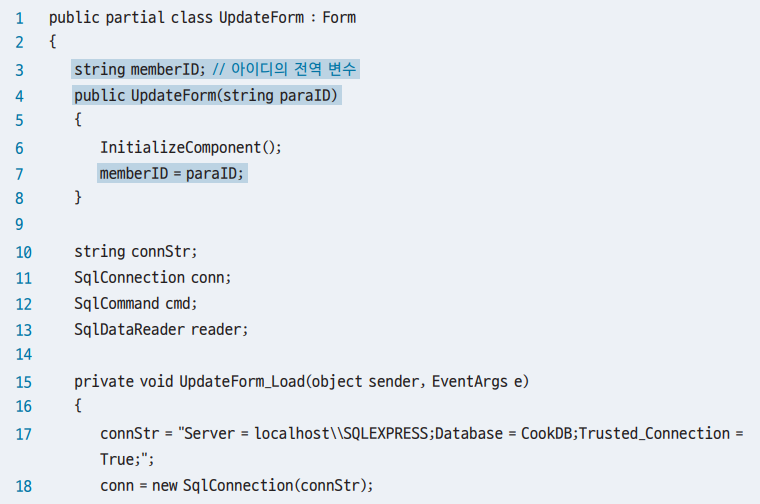 1 public partial class UpdateForm : Form
2 {
3 string memberID; // 아이디의 전역 변수
4 public UpdateForm(string paraID)
5 {
6 InitializeComponent();
7 memberID = paraID;
8 }
9
10 string connStr;
11 SqlConnection conn;
12 SqlCommand cmd;
13 SqlDataReader reader;
14
15 private void UpdateForm_Load(object sender, EventArgs e)
16 {
17 connStr = "Server = localhost\\SQLEXPRESS;Database = CookDB;Trusted_Connection =
True;";
18 conn = new SqlConnection(connStr);